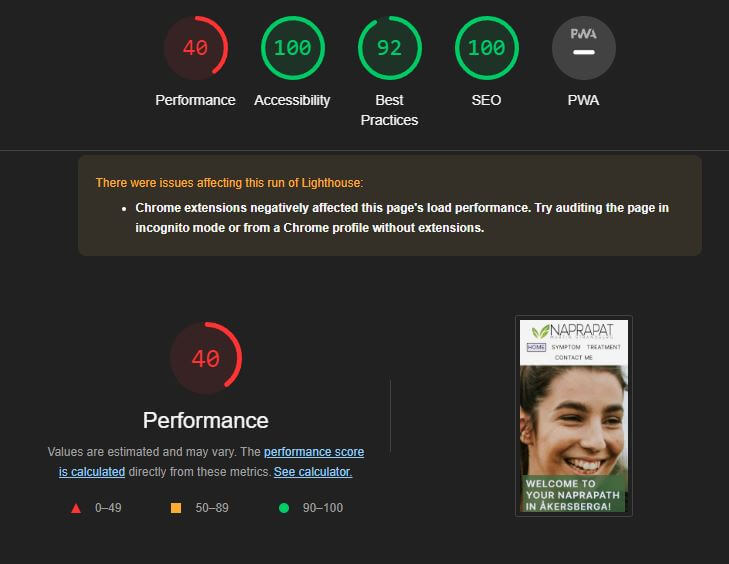 40
100
92
100
PWA
Performance
Accessibility
Best
Practices
SEO
PWA
There were issues affecting this run of Lighthouse:
• Chrome extensions negatively affected this page's load performance. Try auditing the page in
incognito mode or from a Chrome profile without extensions.
40
Performance
Values are estimated and may vary. The performance score
is calculated directly from these metrics. See calculator.
0–49
50–89
90–100
NAPRAPAT
HOME SYMPTOM TREATMENT
CONTACT ME
WELCOME TO
YOUR NAPRAPATH
IN ÅKERSBERGA!